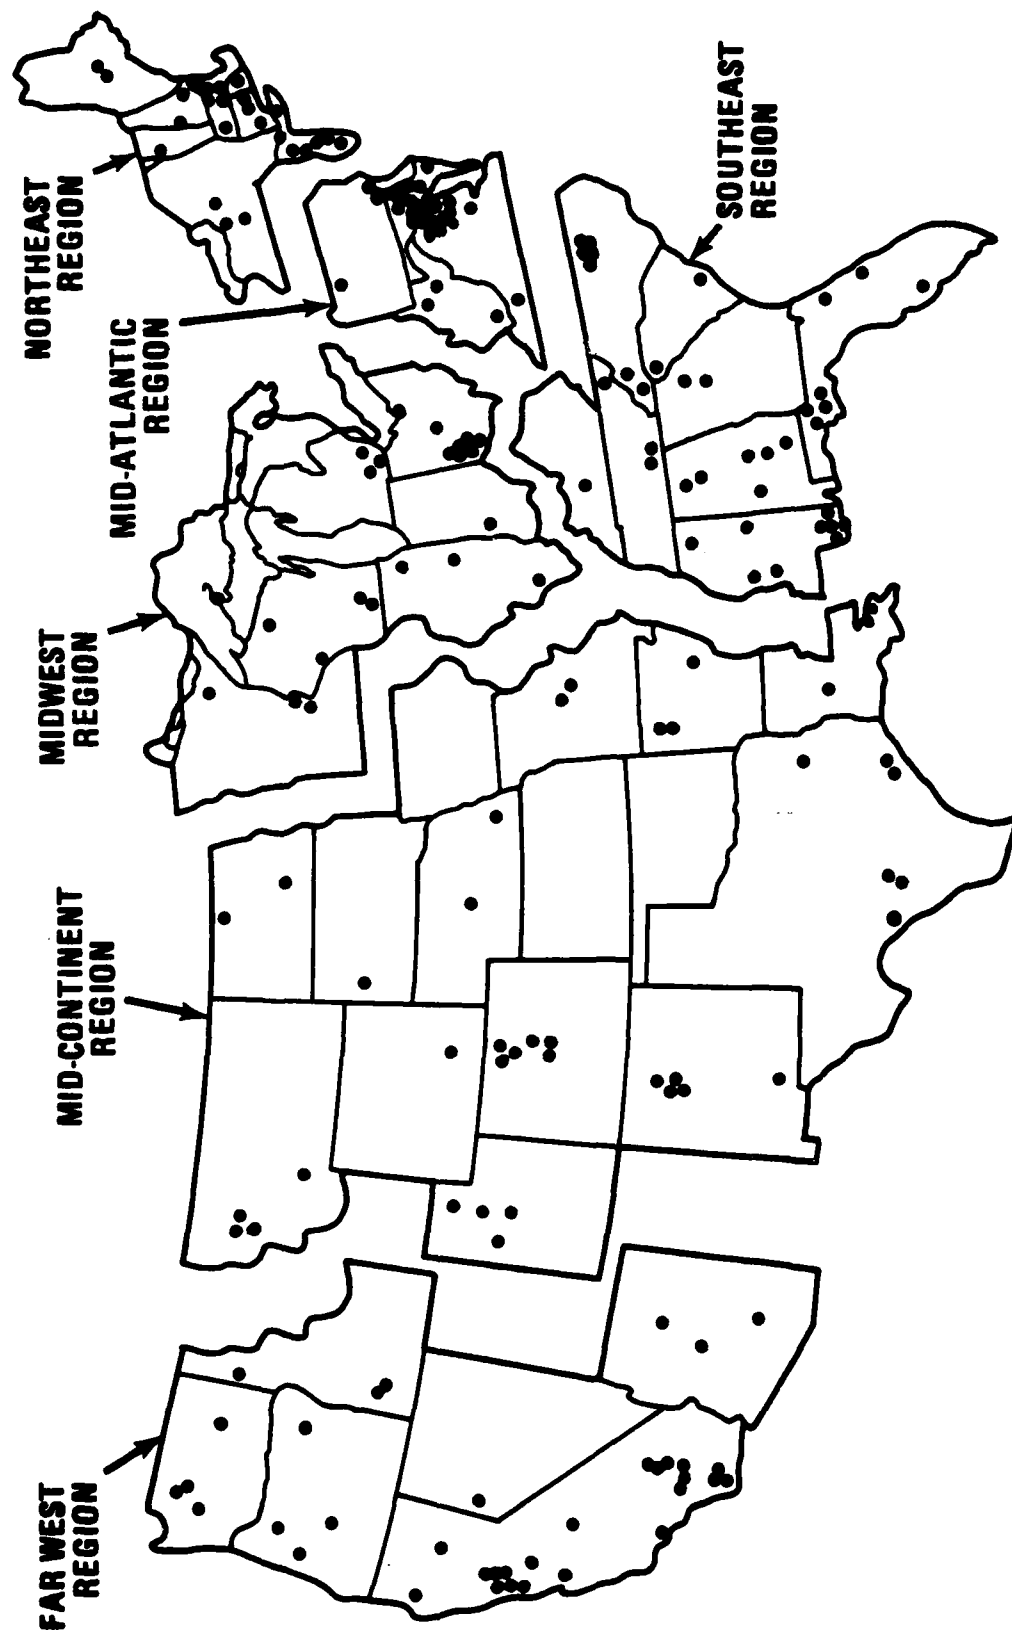 FAR WEST
REGION
MID-CONTINENT
REGION
MIDWEST
REGION
MID-ATLANTIC
REGION
NORTHEAST
REGION
SOUTHEAST
REGION